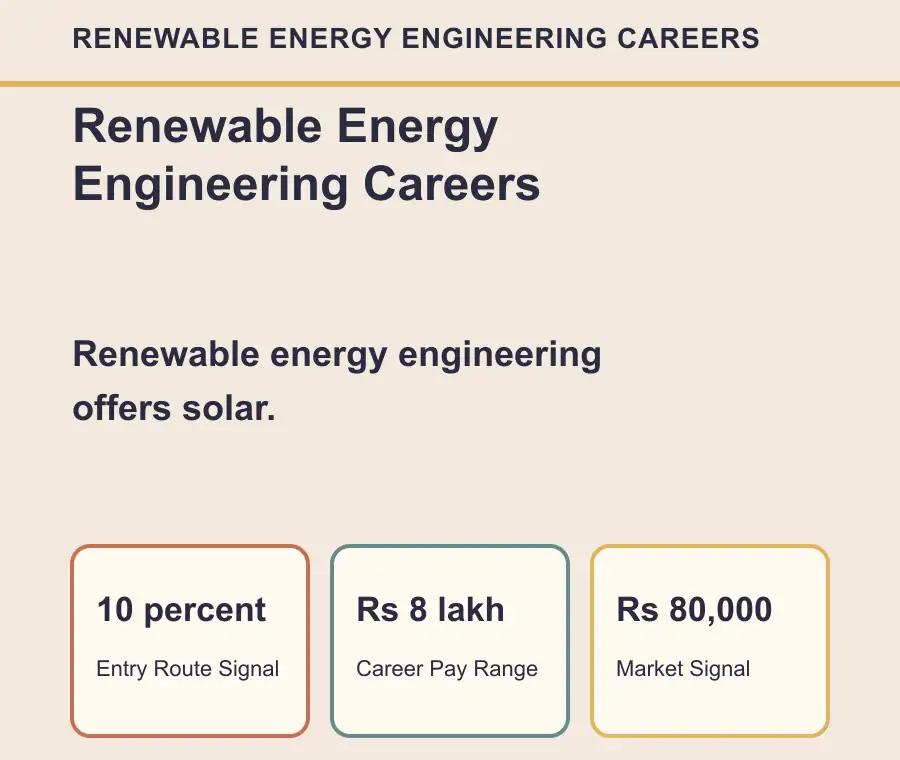 RENEWABLE ENERGY ENGINEERING CAREERS
Renewable Energy
Engineering Careers
Renewable energy engineering
offers solar.
10 percent
Entry Route Signal
Rs 8 lakh
Career Pay Range
Rs 80,000
Market Signal